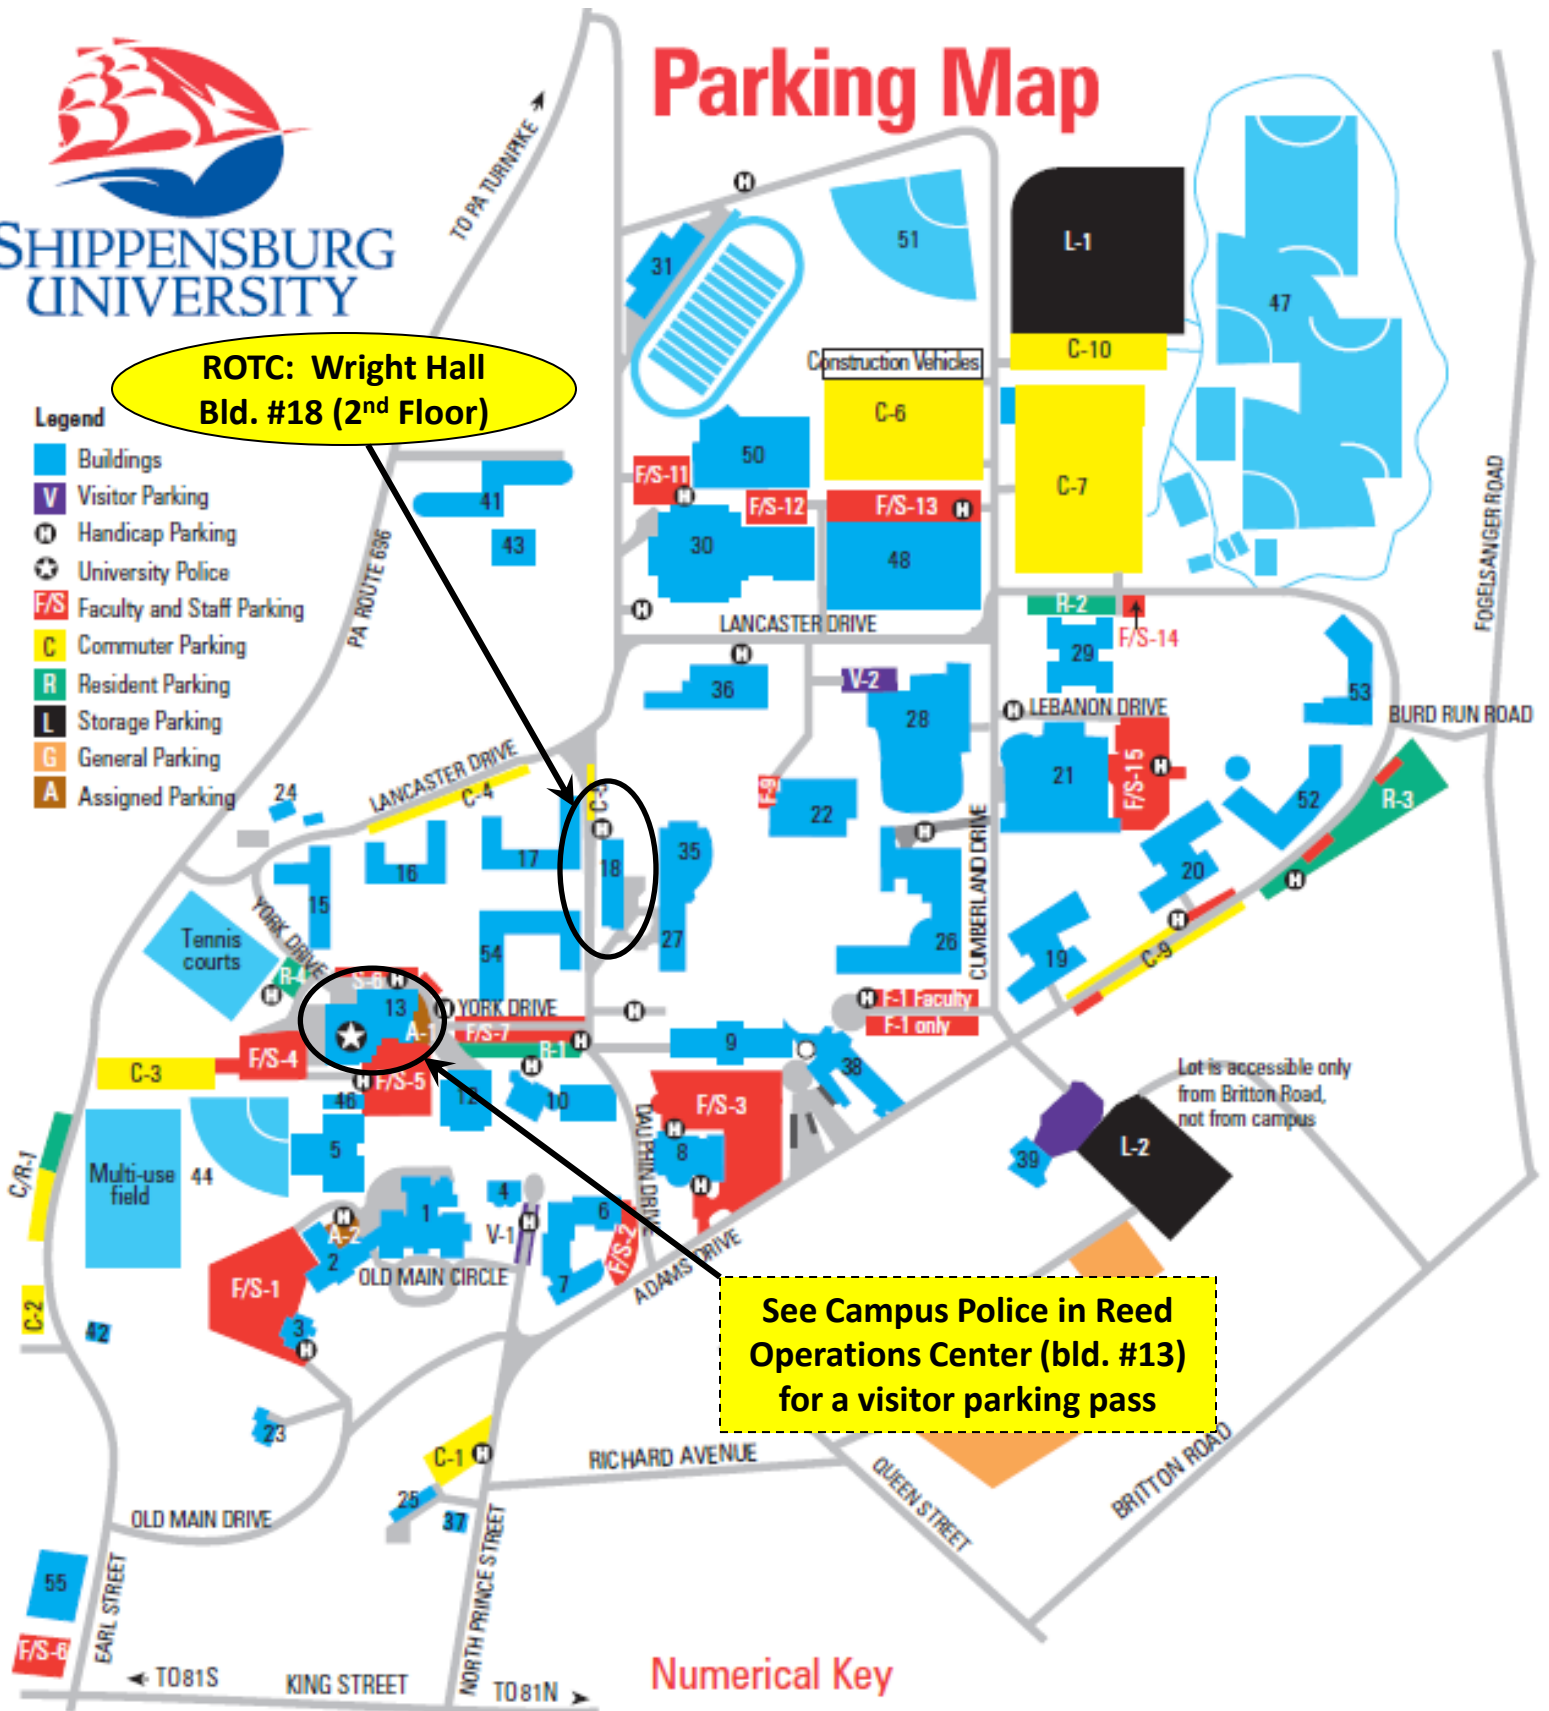 Parking Map
SHIPPENSBURG
UNIVERSITY
TO PA TURNPIKE
ROTC: Wright Hall
Bld. #18 (2nd Floor)
Legend
Buildings
V Visitor Parking
H Handicap Parking
University Police
F/S Faculty and Staff Parking
C Commuter Parking
R Resident Parking
L Storage Parking
G General Parking
A Assigned Parking
H
51
L-1
31
47
Construction Vehicles
C-10
C-6
50
F/S-11
H
C-7
41
F/S-12
F/S-13 H
43
30
48
PA ROUTE 696
FOGELSANGER ROAD
H
R-2
LANCASTER DRIVE
F/S-14
H
29
36
V-2
53
28
H LEBANON DRIVE
BURD RUN ROAD
LANCASTER DRIVE
C-4
24
21
F/S-15
H
C-5
F-9
22
52
R-3
H
H
CUMBERLAND DRIVE
17
35
16
18
20
H
15
YORK DRIVE
H
Tennis
courts
54
27
26
19
C-9
R-4
H
S-6 H
13
H YORK DRIVE
H
H F-1 Faculty
A-1
F/S-7
F-1 only
R-1
H
9
F/S-4
C-3
H
F/S-5
H
38
Lot is accessible only
from Britton Road,
not from campus
46
12
10
F/S-3
DAUPHIN DRIVE
H
L-2
C/R-1
5
8
39
Multi-use
field
44
H
4
1
H
V-1
H
6
A-2
2
F/S-2
OLD MAIN CIRCLE
7
ADAMS DRIVE
F/S-1
C-2
42
3
H
See Campus Police in Reed
Operations Center (bld. #13)
for a visitor parking pass
23
C-1 H
RICHARD AVENUE
QUEEN STREET
BRITTON ROAD
25
37
OLD MAIN DRIVE
NORTH PRINCE STREET
55
EARL STREET
F/S-6
TO 81S
KING STREET
TO 81N
Numerical Key